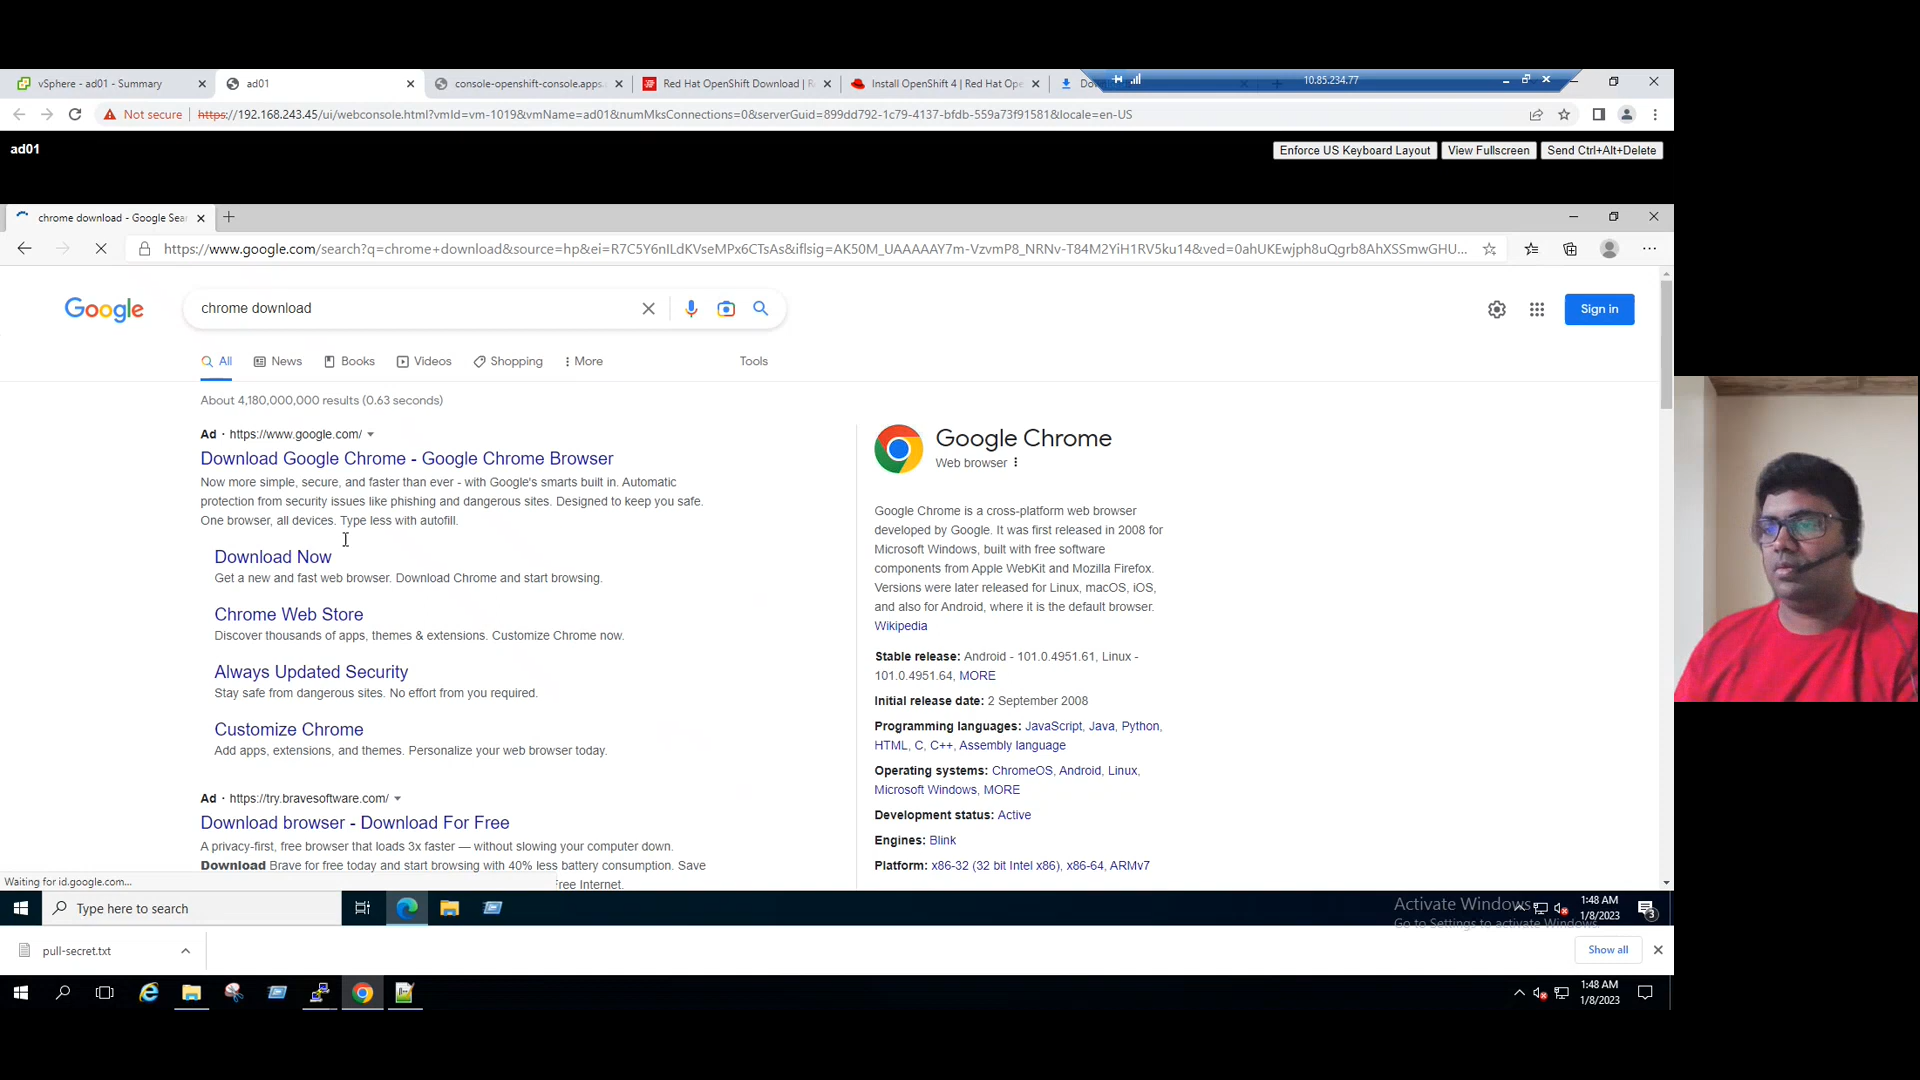 vSphere - ad01 - Summary
ad01
console-openshift-console.apps.
Red Hat OpenShift Download | R
Install OpenShift 4 | Red Hat Ope
10.85.234.77
Not secure
https://192.168.243.45/ui/webconsole.html?vmId=vm-1019&vmName=ad01&numMksConnections=0&serverGuid=899dd792-1c79-4137-bfdb-559a73f91581&locale=en-US
ad01
Enforce US Keyboard Layout
View Fullscreen
Send Ctrl+Alt+Delete
chrome download - Google Sear
https://www.google.com/search?q=chrome+download&source=hp&ei=R7C5Y6nILdKVseMPx6CTsAs&iflsig=AK50M_UAAAAAY7m-VzvmP8_NRNv-T84M2YiH1RV5ku14&ved=0ahUKEwjph8uQgrb8AhXSSmwGHU...
Google
chrome download
Sign in
All
News
Books
Videos
Shopping
More
Tools
About 4,180,000,000 results (0.63 seconds)
Ad · https://www.google.com/
Download Google Chrome - Google Chrome Browser
Now more simple, secure, and faster than ever - with Google's smarts built in. Automatic
protection from security issues like phishing and dangerous sites. Designed to keep you safe.
One browser, all devices. Type less with autofill.
Download Now
Get a new and fast web browser. Download Chrome and start browsing.
Chrome Web Store
Discover thousands of apps, themes & extensions. Customize Chrome now.
Always Updated Security
Stay safe from dangerous sites. No effort from you required.
Customize Chrome
Add apps, extensions, and themes. Personalize your web browser today.
Ad · https://try.bravesoftware.com/
Download browser - Download For Free
A privacy-first, free browser that loads 3x faster — without slowing your computer down.
Download Brave for free today and start browsing with 40% less battery consumption. Save
Free Internet.
Google Chrome
Web browser
Google Chrome is a cross-platform web browser
developed by Google. It was first released in 2008 for
Microsoft Windows, built with free software
components from Apple WebKit and Mozilla Firefox.
Versions were later released for Linux, macOS, iOS,
and also for Android, where it is the default browser.
Wikipedia
Stable release: Android - 101.0.4951.61, Linux -
101.0.4951.64, MORE
Initial release date: 2 September 2008
Programming languages: JavaScript, Java, Python,
HTML, C, C++, Assembly language
Operating systems: ChromeOS, Android, Linux,
Microsoft Windows, MORE
Development status: Active
Engines: Blink
Platform: x86-32 (32 bit Intel x86), x86-64, ARMv7
Waiting for id.google.com...
Type here to search
Activate Windows
Go to Settings to activate Windows.
1:48 AM
1/8/2023
3
pull-secret.txt
Show all
1:48 AM
1/8/2023